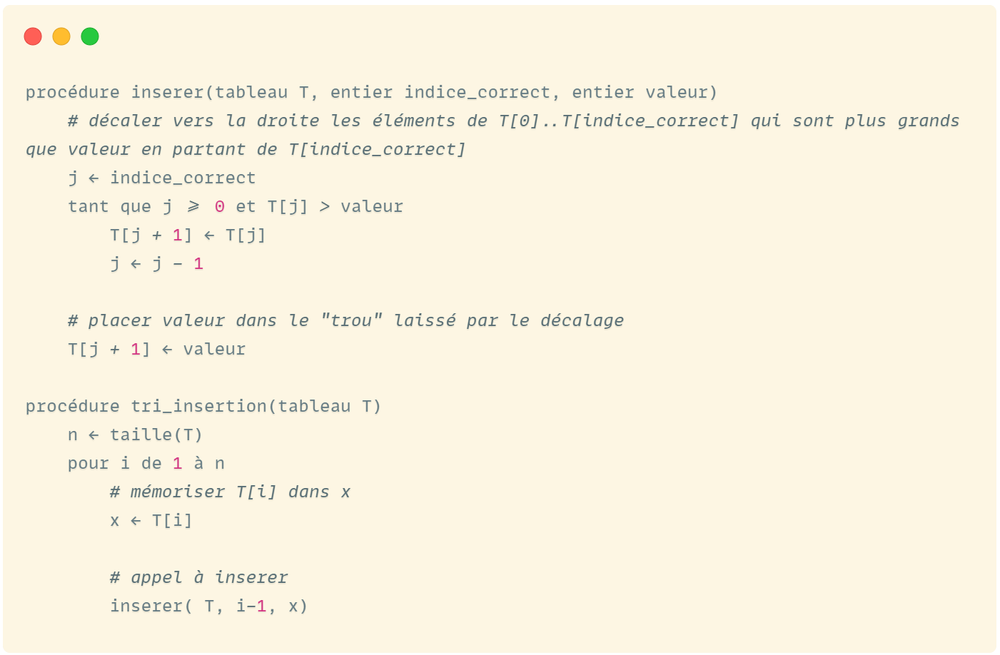 procédure inserer(tableau T, entier indice_correct, entier valeur)
    # décaler vers la droite les éléments de T[0]..T[indice_correct] qui sont plus grands
que valeur en partant de T[indice_correct]
    j ← indice_correct
    tant que j ⩾ 0 et T[j] > valeur
        T[j + 1] ← T[j]
        j ← j - 1
    # placer valeur dans le "trou" laissé par le décalage
    T[j + 1] ← valeur
procédure tri_insertion(tableau T)
    n ← taille(T)
    pour i de 1 à n
        # mémoriser T[i] dans x
        x ← T[i]
        # appel à inserer
        inserer( T, i-1, x)